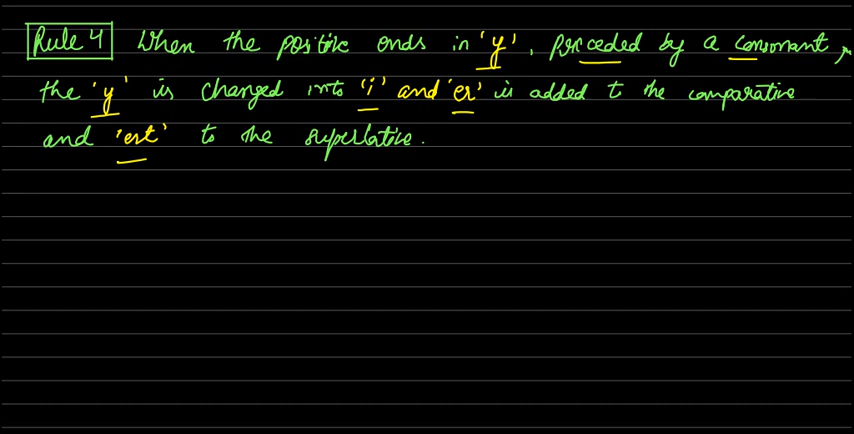 Rule 4 When the positive ends in 'y', preceded by a consonant,
the 'y' is changed into 'i' and 'er' is added to the comparative
and 'est' to the superlative.